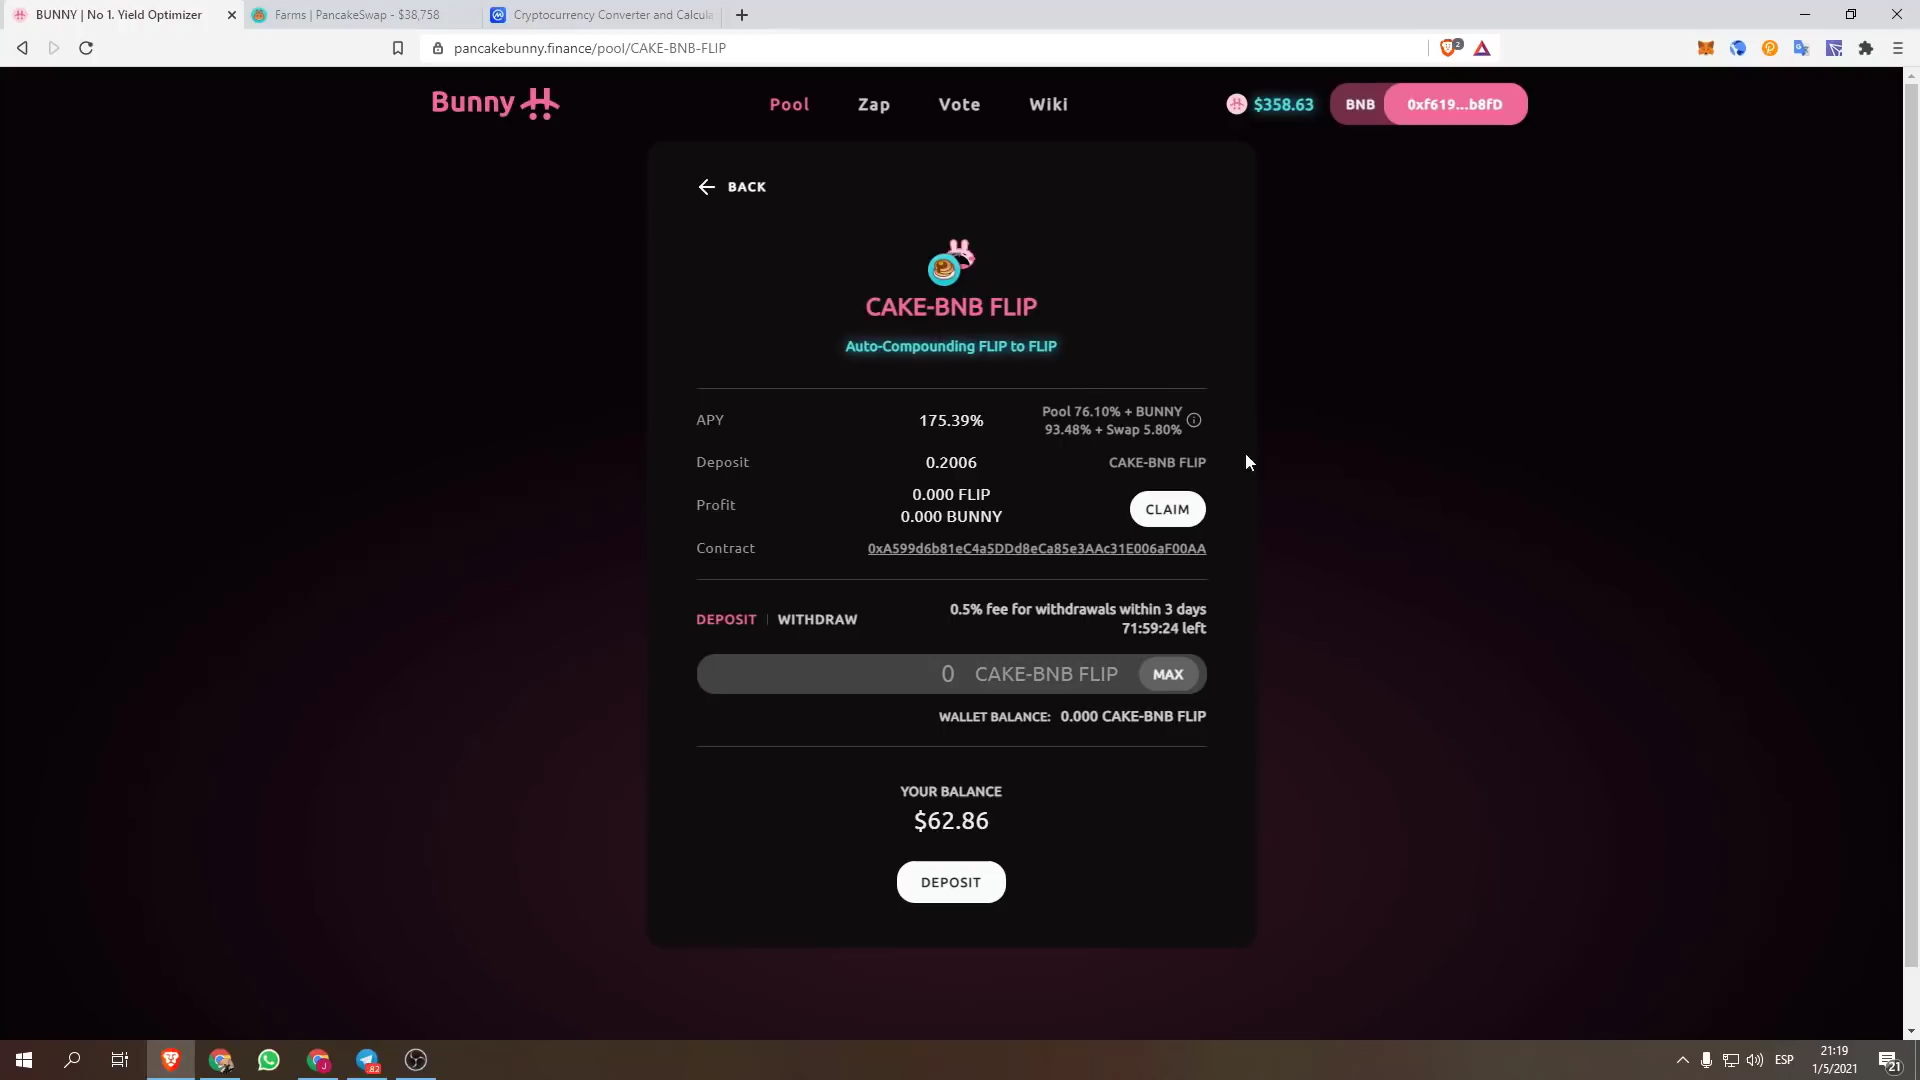 BUNNY | No 1. Yield Optimizer
Farms | PancakeSwap - $38,758
Cryptocurrency Converter and Calcula
pancakebunny.finance/pool/CAKE-BNB-FLIP
2
Bunny
Pool
Zap
Vote
Wiki
$358.63
BNB
0xf619...b8fD
BACK
CAKE-BNB FLIP
Auto-Compounding FLIP to FLIP
APY
175.39%
Pool 76.10% + BUNNY
93.48% + Swap 5.80%
Deposit
0.2006
CAKE-BNB FLIP
Profit
0.000 FLIP
0.000 BUNNY
CLAIM
Contract
0xA599d6b81eC4a5DDd8eCa85e3AAc31E006aF00AA
DEPOSIT | WITHDRAW
0.5% fee for withdrawals within 3 days
71:59:24 left
0 CAKE-BNB FLIP
MAX
WALLET BALANCE: 0.000 CAKE-BNB FLIP
YOUR BALANCE
$62.86
DEPOSIT
82
ESP
21:19
1/5/2021
21